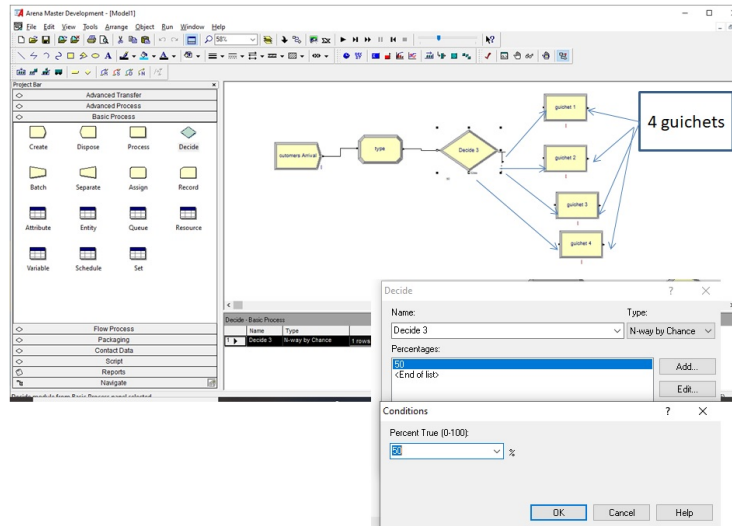 Arena Master Development - [Model1]
File Edit View Tools Arrange Object Run Window Help
58%
Project Bar
Advanced Transfer
Advanced Process
Basic Process
Create Dispose Process Decide
Batch Separate Assign Record
Attribute Entity Queue Resource
Variable Schedule Set
Flow Process
Packaging
Contact Data
Script
Reports
Navigate
curomers Arrival
type
Decide 3
guichet 1
guichet 2
guichet 3
guichet 4
4 guichets
Decide - Basic Process
Name Type
1 Decide 3 N-way by Chance 1 rows
Decide
Name: Type:
Decide 3 N-way by Chance
Percentages:
50
<End of list>
Add...
Edit...
Conditions
Percent True (0-100):
50 %
OK Cancel Help